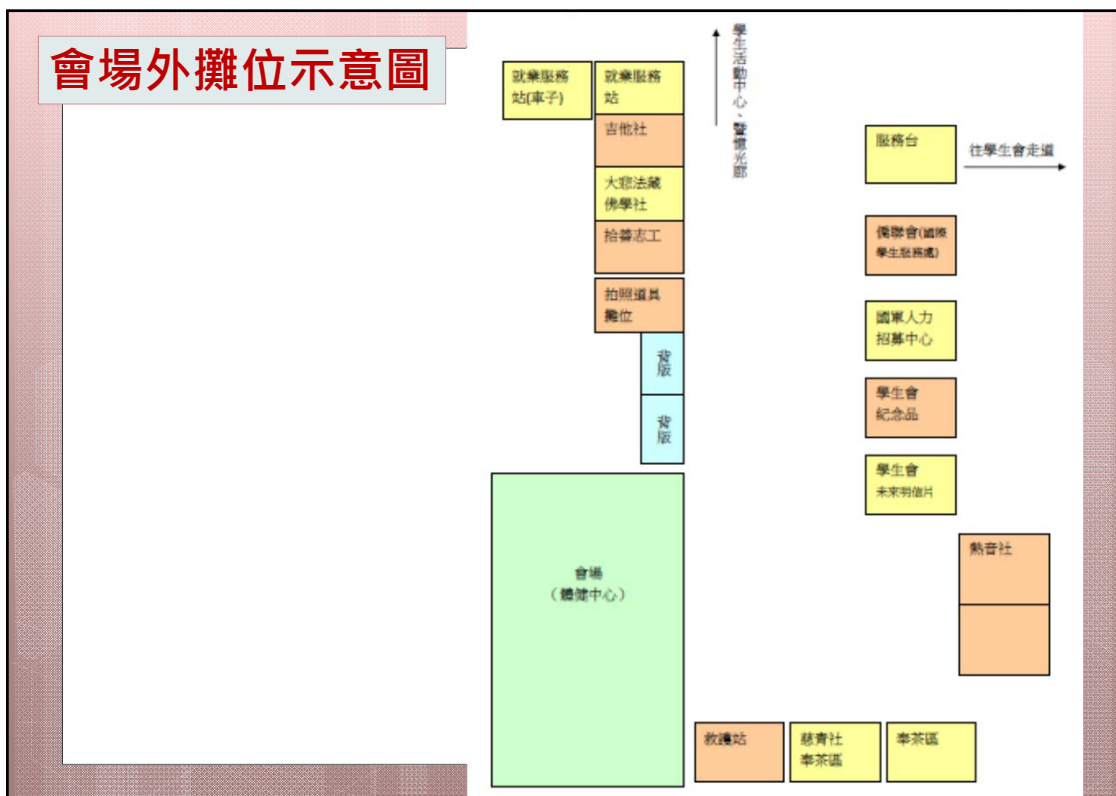 會場外攤位示意圖
就業服務
站(車子)
就業服務
站
吉他社
大悲法藏
佛學社
拾善志工
拍照道具
攤位
背版
背版
會場
（體健中心）
學生活動中心、暨憶光廊
服務台
往學生會走道
僑聯會(國際
學生服務處)
國軍人力
招募中心
學生會
紀念品
學生會
未來明信片
熱音社
救護站
慈青社
奉茶區
奉茶區